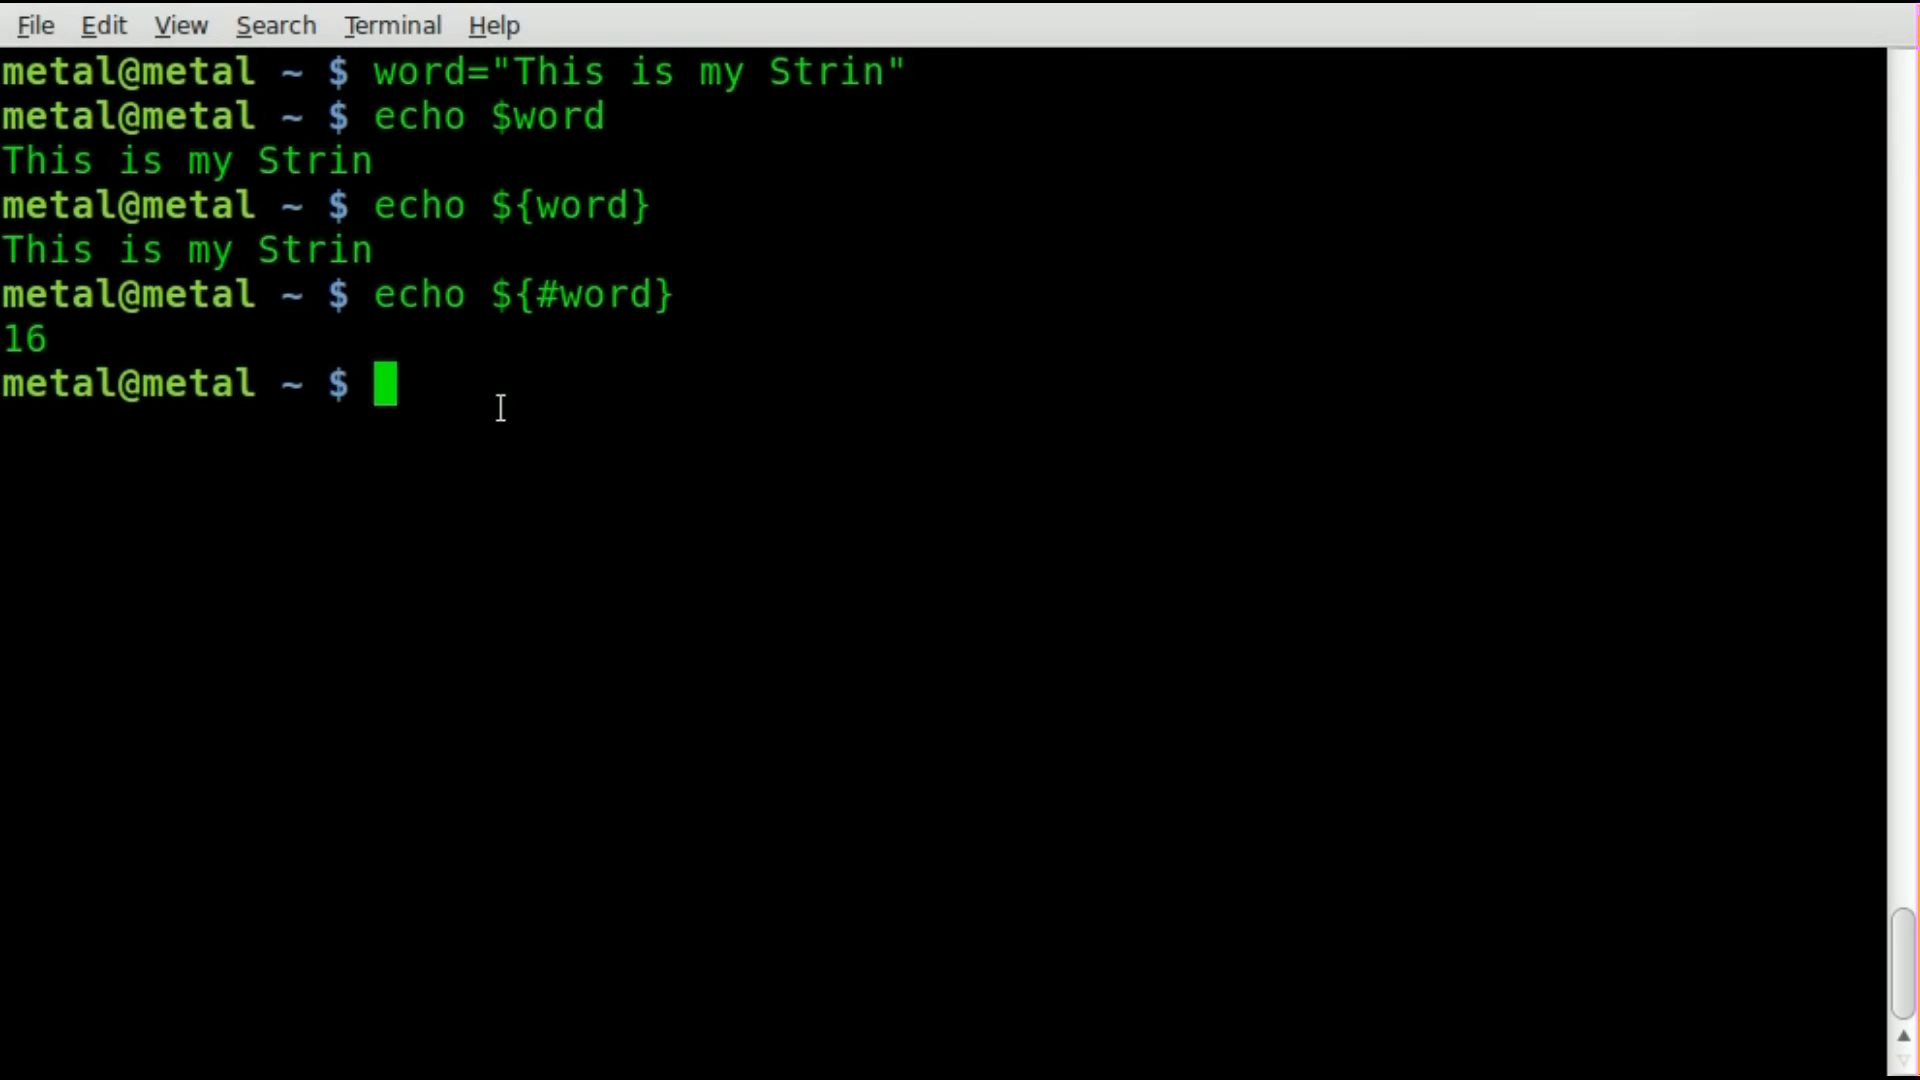 File Edit View Search Terminal Help
metal@metal ~ $ word="This is my Strin"
metal@metal ~ $ echo $word
This is my Strin
metal@metal ~ $ echo ${word}
This is my Strin
metal@metal ~ $ echo ${#word}
16
metal@metal ~ $